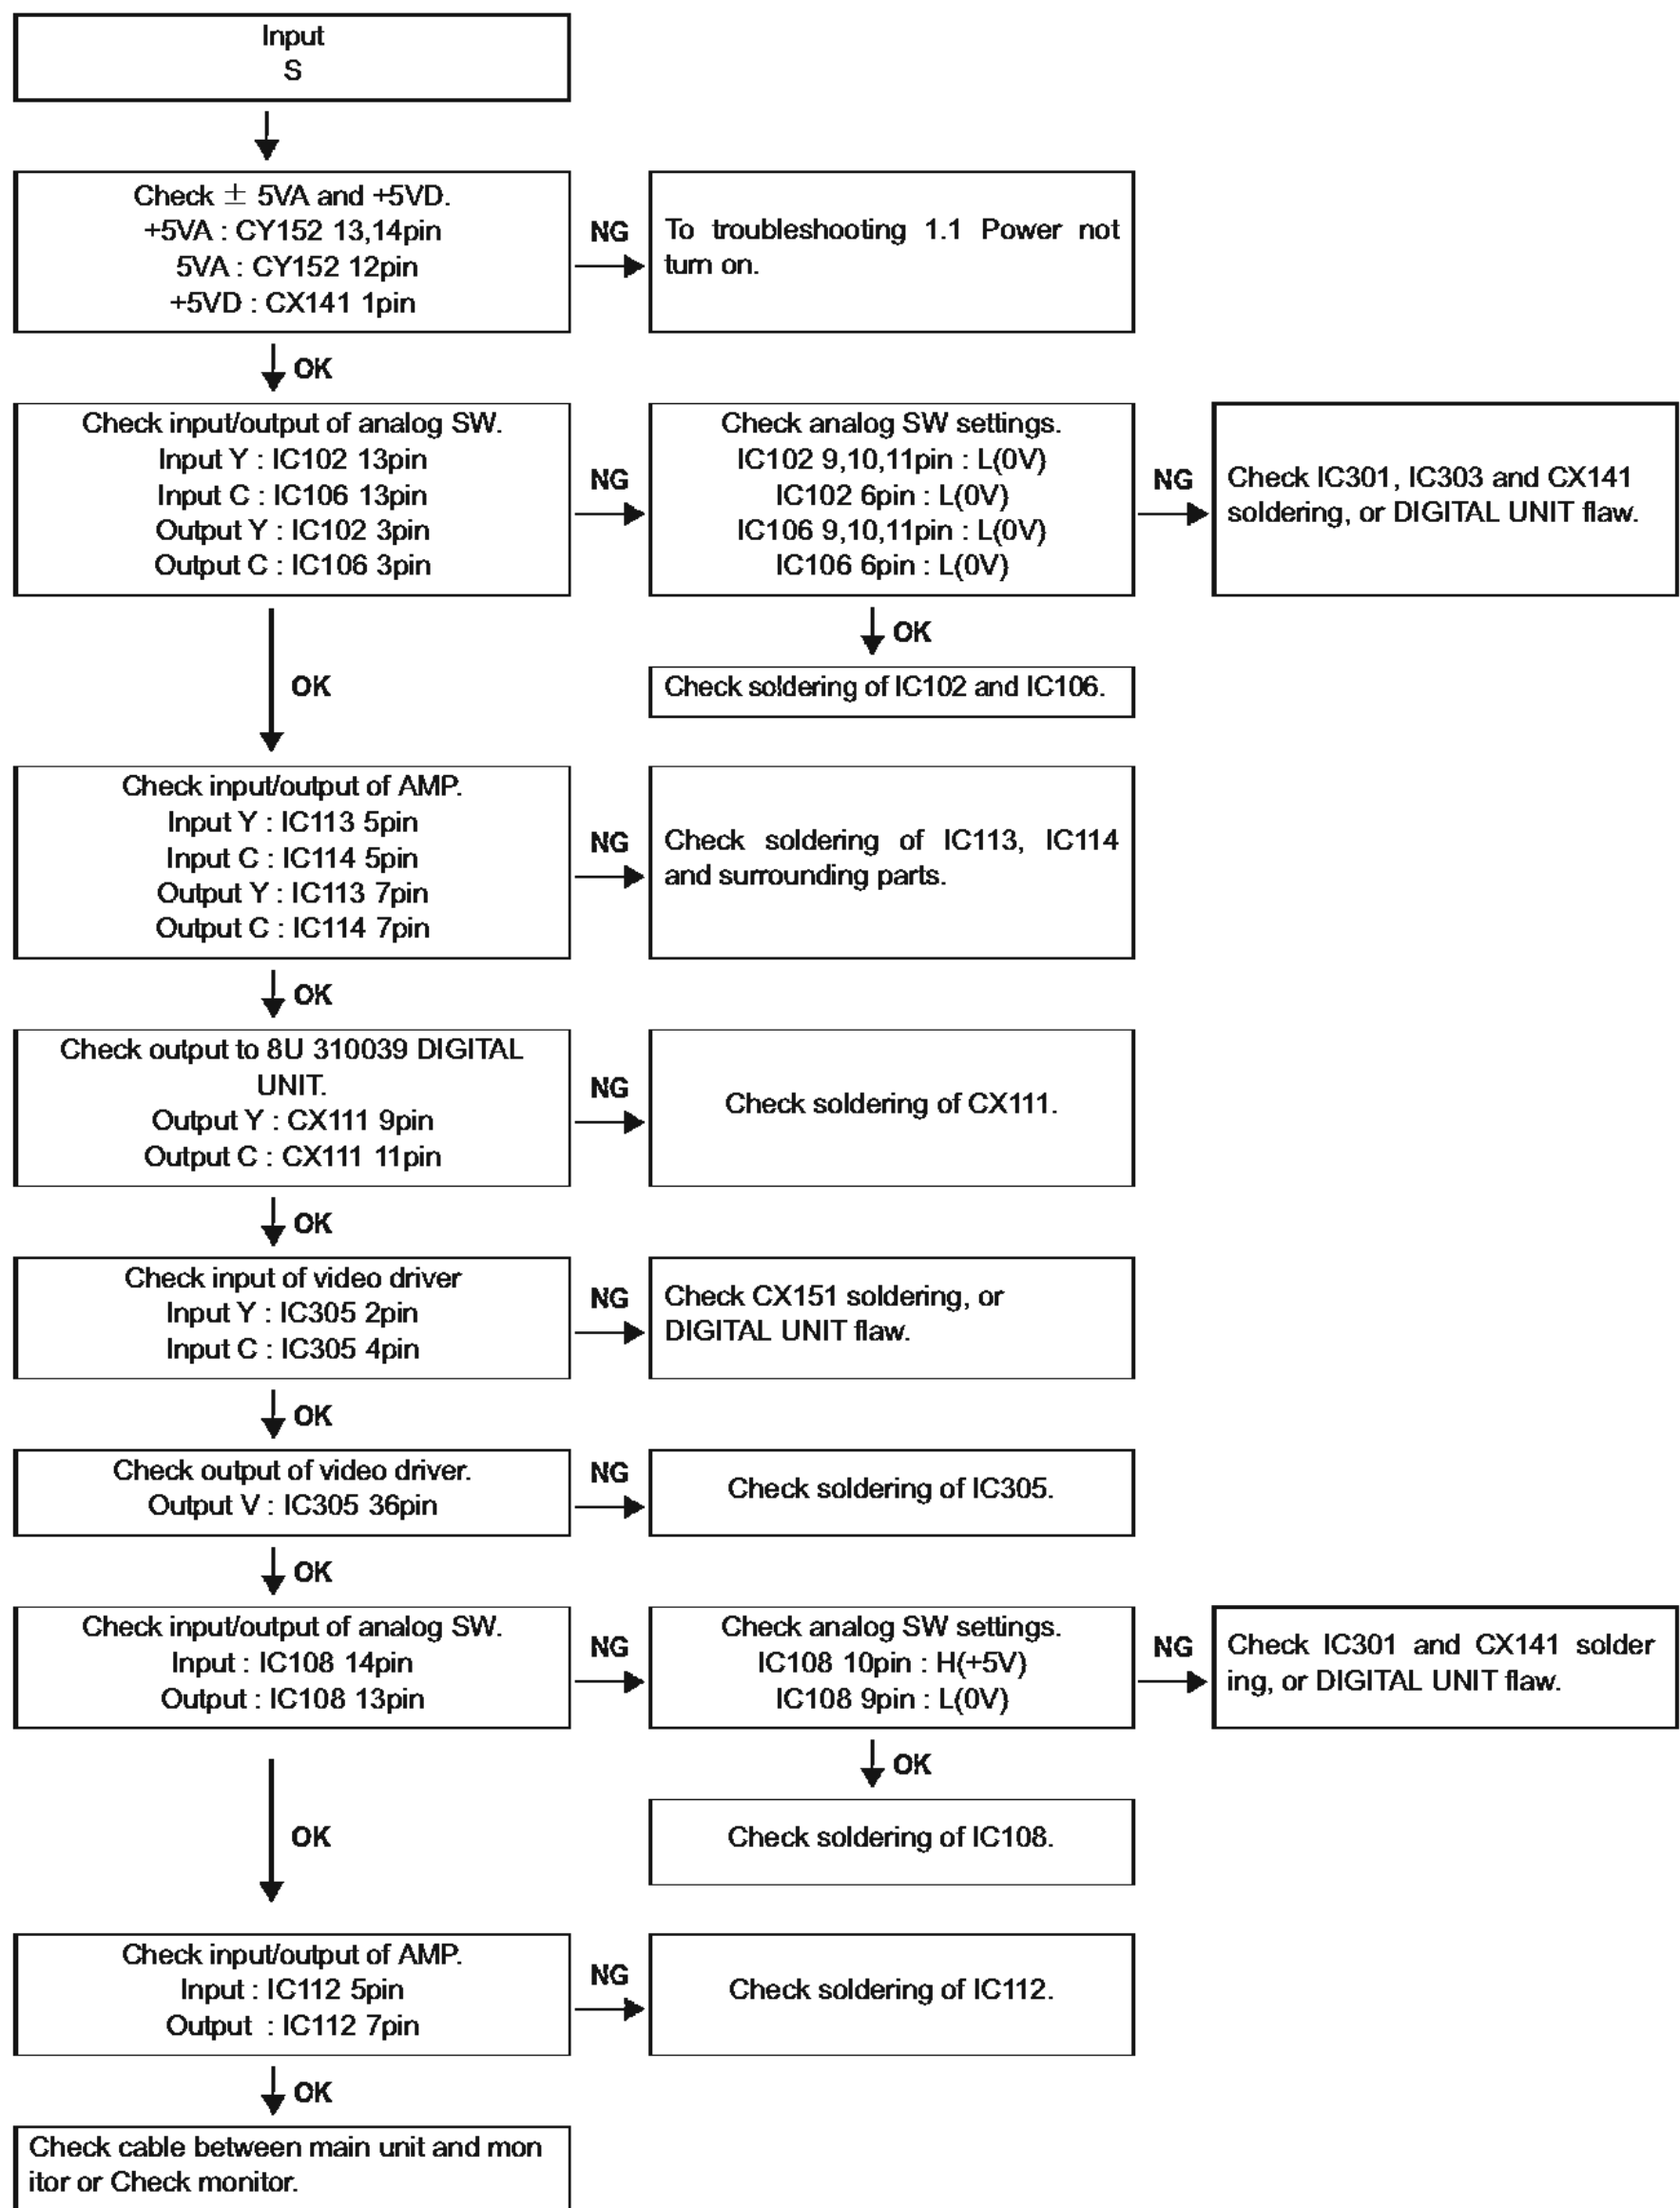 Input
S
Check ± 5VA and +5VD.
+5VA : CY152 13,14pin
5VA : CY152 12pin
+5VD : CX141 1pin
NG
To troubleshooting 1.1 Power not
turn on.
OK
Check input/output of analog SW.
Input Y : IC102 13pin
Input C : IC106 13pin
Output Y : IC102 3pin
Output C : IC106 3pin
NG
Check analog SW settings.
IC102 9,10,11pin : L(0V)
IC102 6pin : L(0V)
IC106 9,10,11pin : L(0V)
IC106 6pin : L(0V)
NG
Check IC301, IC303 and CX141
soldering, or DIGITAL UNIT flaw.
OK
Check soldering of IC102 and IC106.
OK
Check input/output of AMP.
Input Y : IC113 5pin
Input C : IC114 5pin
Output Y : IC113 7pin
Output C : IC114 7pin
NG
Check soldering of IC113, IC114
and surrounding parts.
OK
Check output to 8U 310039 DIGITAL
UNIT.
Output Y : CX111 9pin
Output C : CX111 11pin
NG
Check soldering of CX111.
OK
Check input of video driver
Input Y : IC305 2pin
Input C : IC305 4pin
NG
Check CX151 soldering, or
DIGITAL UNIT flaw.
OK
Check output of video driver.
Output V : IC305 36pin
NG
Check soldering of IC305.
OK
Check input/output of analog SW.
Input : IC108 14pin
Output : IC108 13pin
NG
Check analog SW settings.
IC108 10pin : H(+5V)
IC108 9pin : L(0V)
NG
Check IC301 and CX141 solder
ing, or DIGITAL UNIT flaw.
OK
Check soldering of IC108.
OK
Check input/output of AMP.
Input : IC112 5pin
Output : IC112 7pin
NG
Check soldering of IC112.
OK
Check cable between main unit and mon
itor or Check monitor.